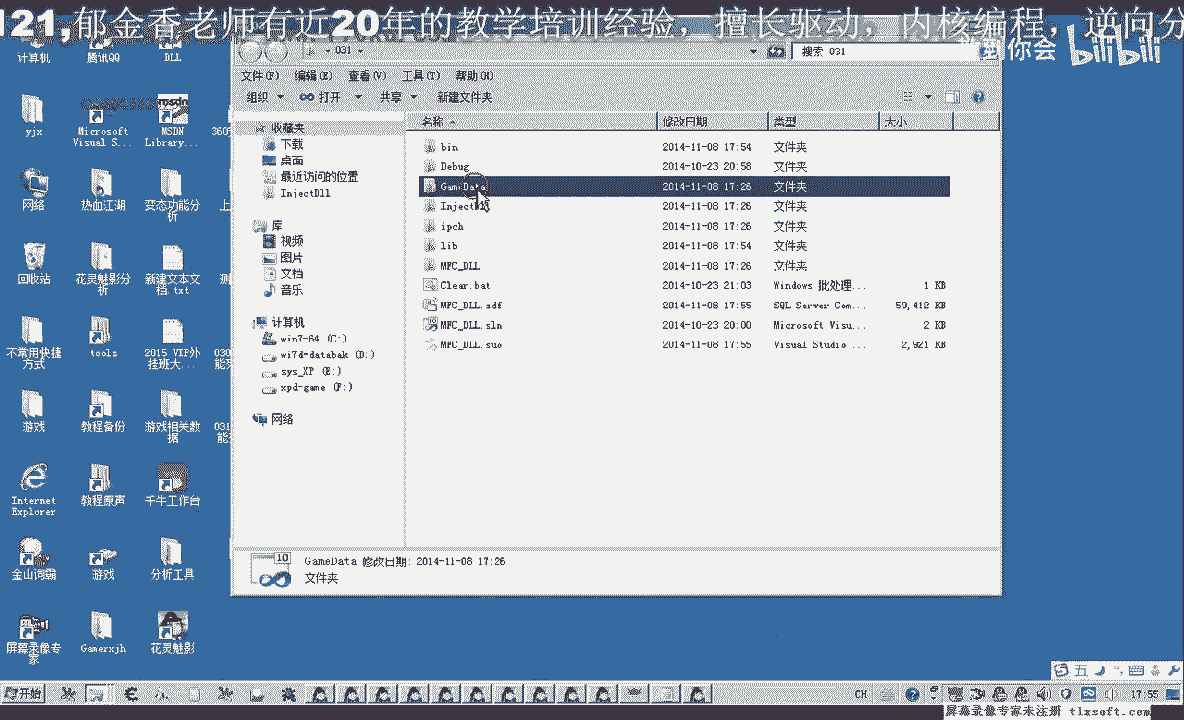 121,郁金香老师有近20年的教学培训经验，擅长驱动，内核编程，逆向分
你会 bilibili
031
搜索 031
文件(F) 编辑(E) 查看(V) 工具(T) 帮助(H)
组织 打开 共享 新建文件夹
名称 修改日期 类型 大小
bin 2014-11-08 17:54 文件夹
Debug 2014-10-23 20:58 文件夹
GameData 2014-11-08 17:26 文件夹
InjectDll 2014-11-08 17:26 文件夹
ipch 2014-11-08 17:26 文件夹
lib 2014-11-08 17:54 文件夹
MFC_DLL 2014-11-08 17:26 文件夹
Clear.bat 2014-10-23 21:03 Windows 批处理... 1 KB
MFC_DLL.sdf 2014-11-08 17:55 SQL Server Com... 59,412 KB
MFC_DLL.sln 2014-10-23 20:00 Microsoft Visu... 2 KB
MFC_DLL.suo 2014-11-08 17:55 Visual Studio ... 2,921 KB
收藏夹
下载
桌面
最近访问的位置
InjectDll
库
视频
图片
文档
音乐
计算机
win7-64 (C:)
wi7d-databak (D:)
sys_XP (E:)
xpd-game (F:)
网络
GameData 修改日期: 2014-11-08 17:26
文件夹
计算机 腾讯QQ DLL
yjx Microsoft Visual S... MSDN Library... 360
网络 热血江湖 变态功能分析 上
回收站 花灵魅影分析 新建文本文档.txt 测
不常用快捷方式 tools 2015 VIP外挂班大... 030
游戏 教程备份 游戏相关数据 031
Internet Explorer 教程原声 千牛工作台
金山词霸 游戏 分析工具
屏幕录像专家 Gamerxjh 花灵魅影
五
开始 CH 17:55
屏幕录像专家未注册 tlxsoft.com